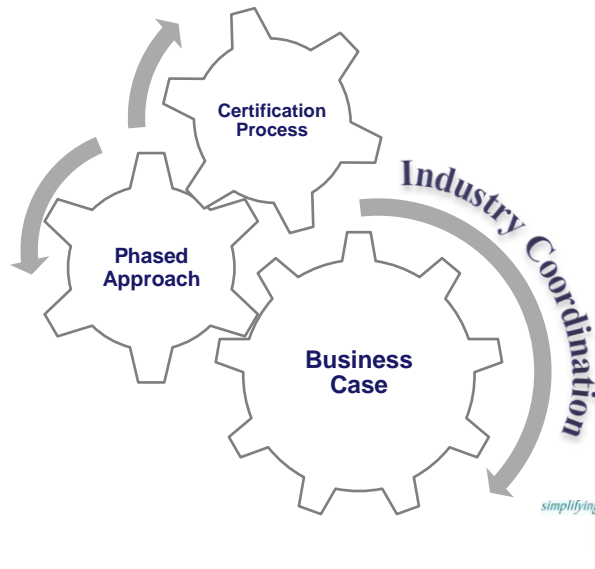 Certification
Process
Industry Coordination
Phased
Approach
Business
Case
simplifying